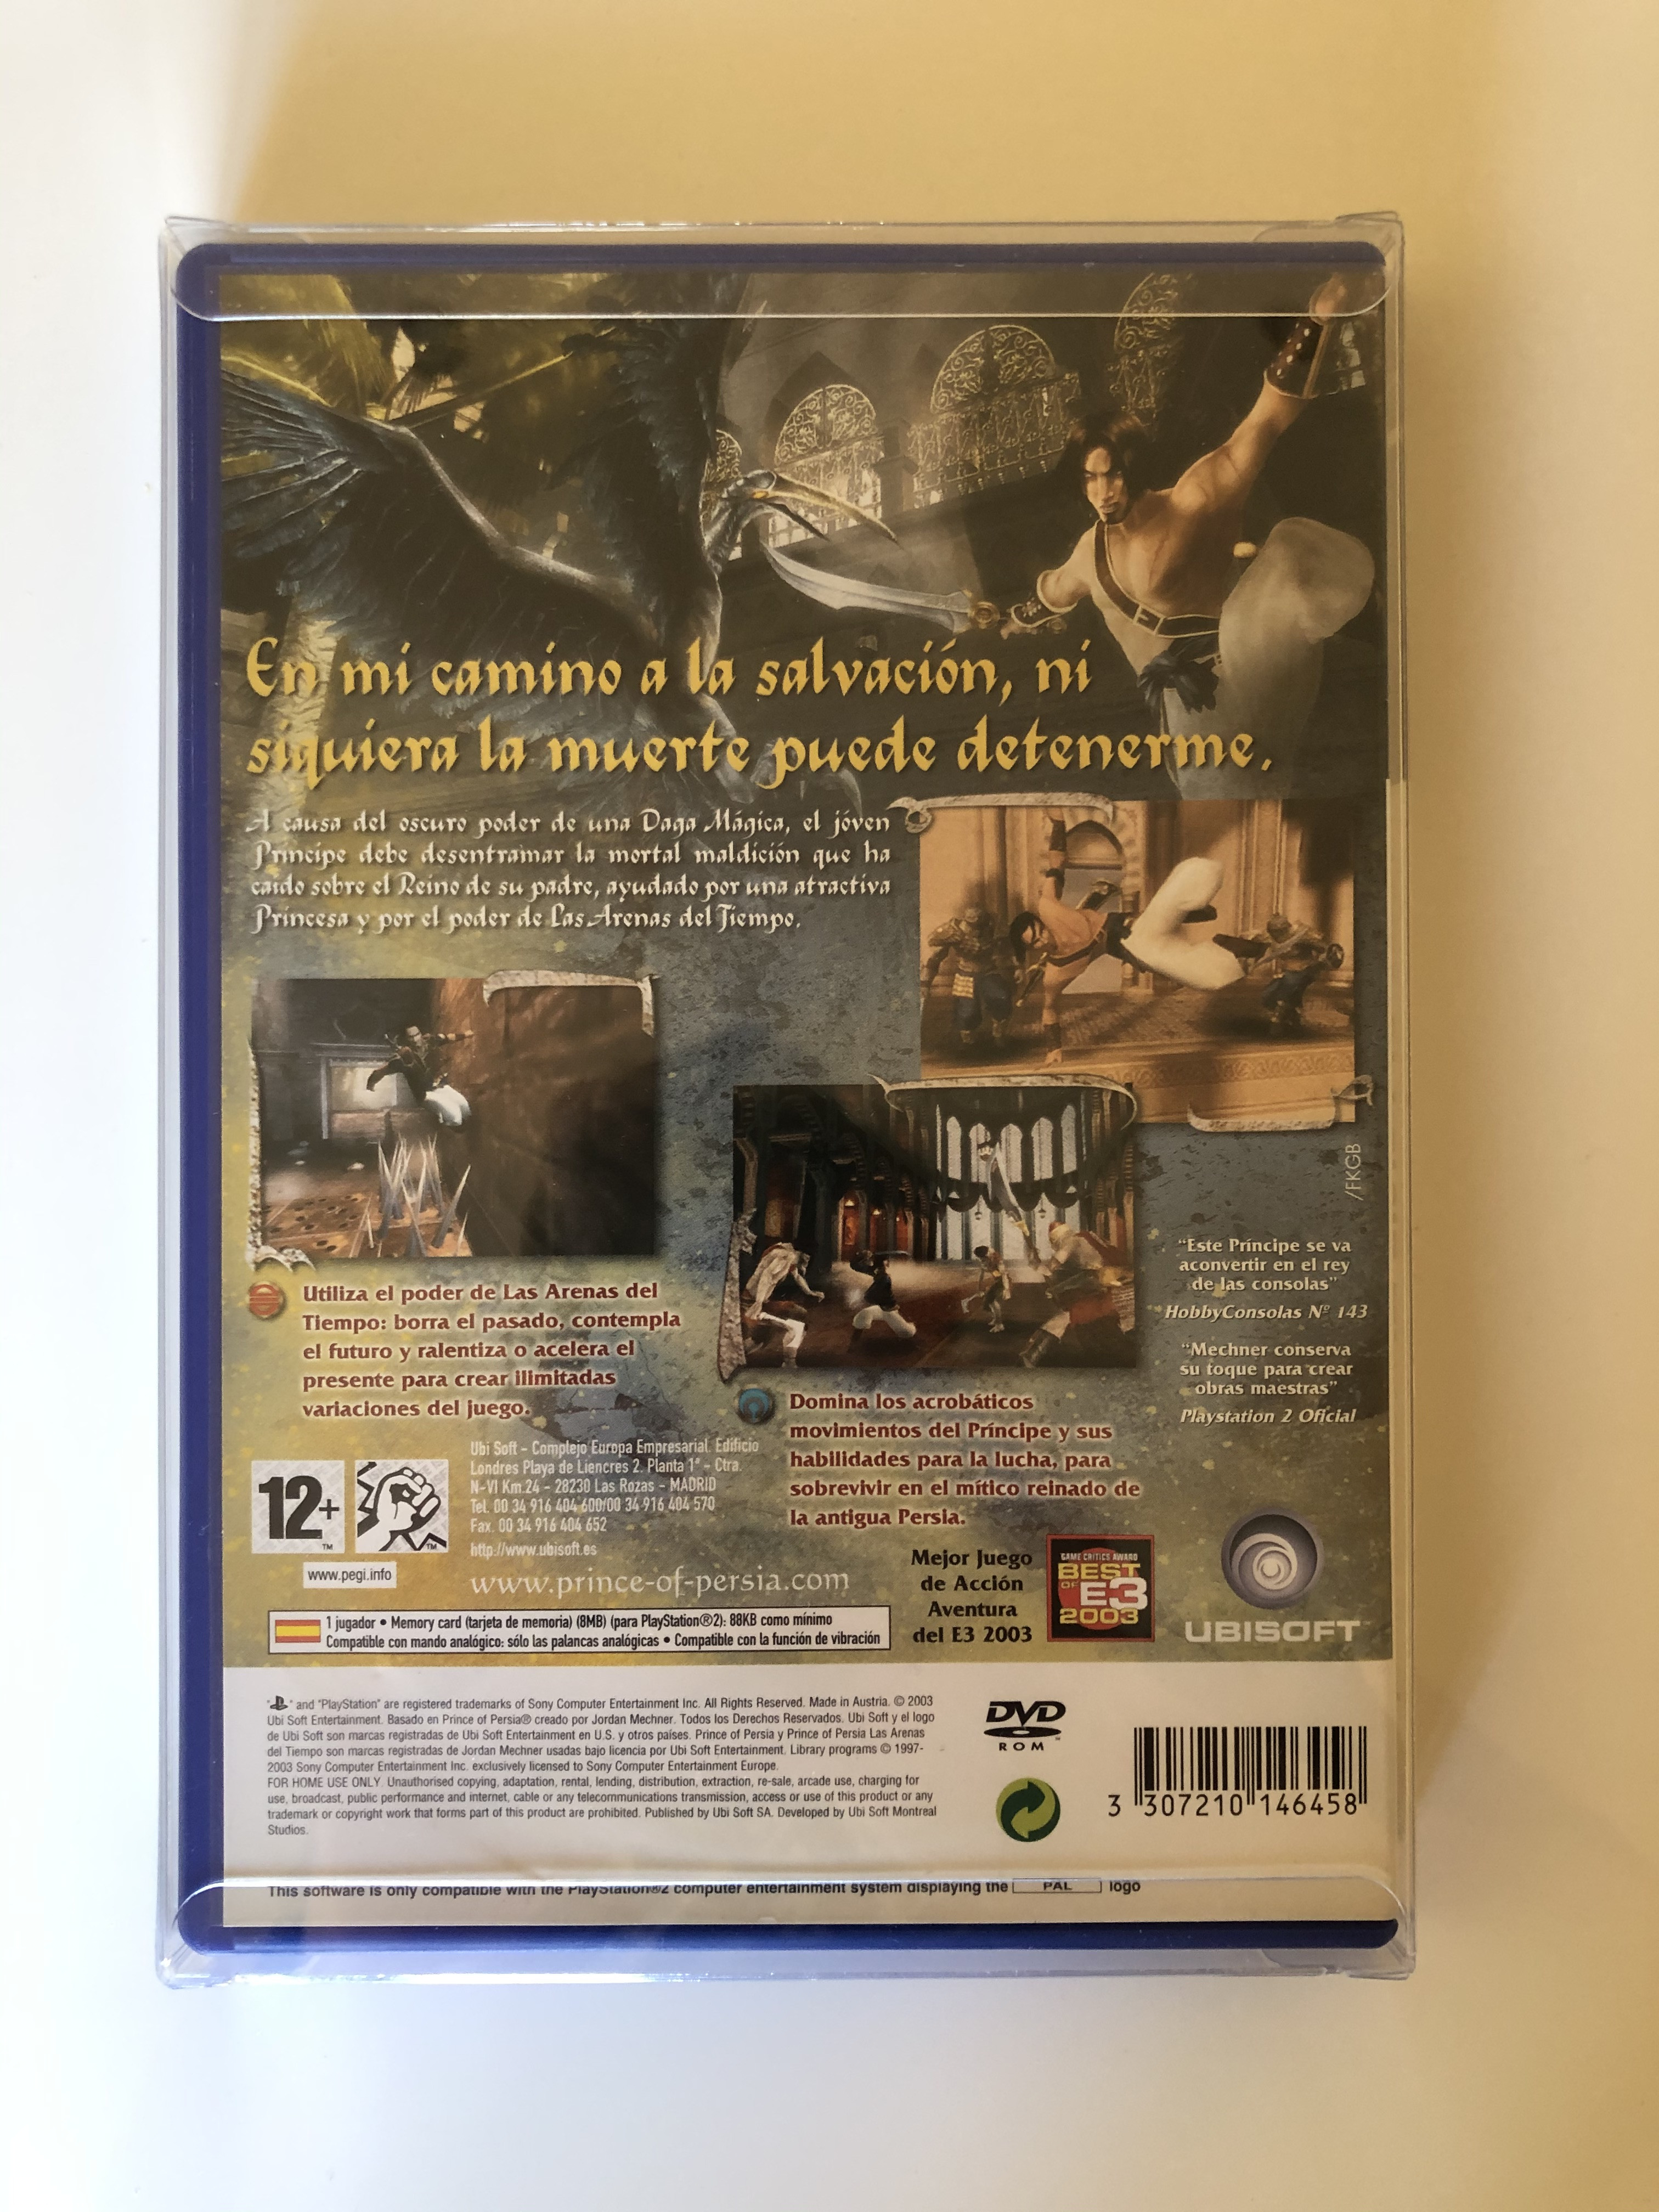 En mi camino a la salvación, ni
siquiera la muerte puede detenerme.
A causa del oscuro poder de una Daga Mágica, el jóven
Príncipe debe desentramar la mortal maldición que ha
caído sobre el Reino de su padre, ayudado por una atractiva
Princesa y por el poder de Las Arenas del Tiempo.
/FKGB
Utiliza el poder de Las Arenas del
Tiempo: borra el pasado, contempla
el futuro y ralentiza o acelera el
presente para crear ilimitadas
variaciones del juego.
Domina los acrobáticos
movimientos del Príncipe y sus
habilidades para la lucha, para
sobrevivir en el mítico reinado de
la antigua Persia.
“Este Príncipe se va
aconvertir en el rey
de las consolas”
HobbyConsolas Nº 143
“Mechner conserva
su toque para crear
obras maestras”
Playstation 2 Oficial
12+
TM
TM
www.pegi.info
Ubi Soft - Complejo Europa Empresarial. Edificio
Londres Playa de Liencres 2. Planta 1ª - Ctra.
N-VI Km.24 - 28230 Las Rozas - MADRID
Tel. 00 34 916 404 600/00 34 916 404 570
Fax. 00 34 916 404 652
http://www.ubisoft.es
www.prince-of-persia.com
1 jugador • Memory card (tarjeta de memoria) (8MB) (para PlayStation®2): 88KB como mínimo
Compatible con mando analógico: sólo las palancas analógicas • Compatible con la función de vibración
Mejor Juego
de Acción
Aventura
del E3 2003
GAME CRITICS AWARD
BEST
OF E3
2003
UBISOFT
" " and "PlayStation" are registered trademarks of Sony Computer Entertainment Inc. All Rights Reserved. Made in Austria. © 2003
Ubi Soft Entertainment. Basado en Prince of Persia® creado por Jordan Mechner. Todos los Derechos Reservados. Ubi Soft y el logo
de Ubi Soft son marcas registradas de Ubi Soft Entertainment en U.S. y otros países. Prince of Persia y Prince of Persia Las Arenas
del Tiempo son marcas registradas de Jordan Mechner usadas bajo licencia por Ubi Soft Entertainment. Library programs © 1997-
2003 Sony Computer Entertainment Inc. exclusively licensed to Sony Computer Entertainment Europe.
FOR HOME USE ONLY. Unauthorised copying, adaptation, rental, lending, distribution, extraction, re-sale, arcade use, charging for
use, broadcast, public performance and internet, cable or any telecommunications transmission, access or use of this product or any
trademark or copyright work that forms part of this product are prohibited. Published by Ubi Soft SA. Developed by Ubi Soft Montreal
Studios.
DVD
ROM
3 307210 146458
This software is only compatible with the PlayStation®2 computer entertainment system displaying the PAL logo